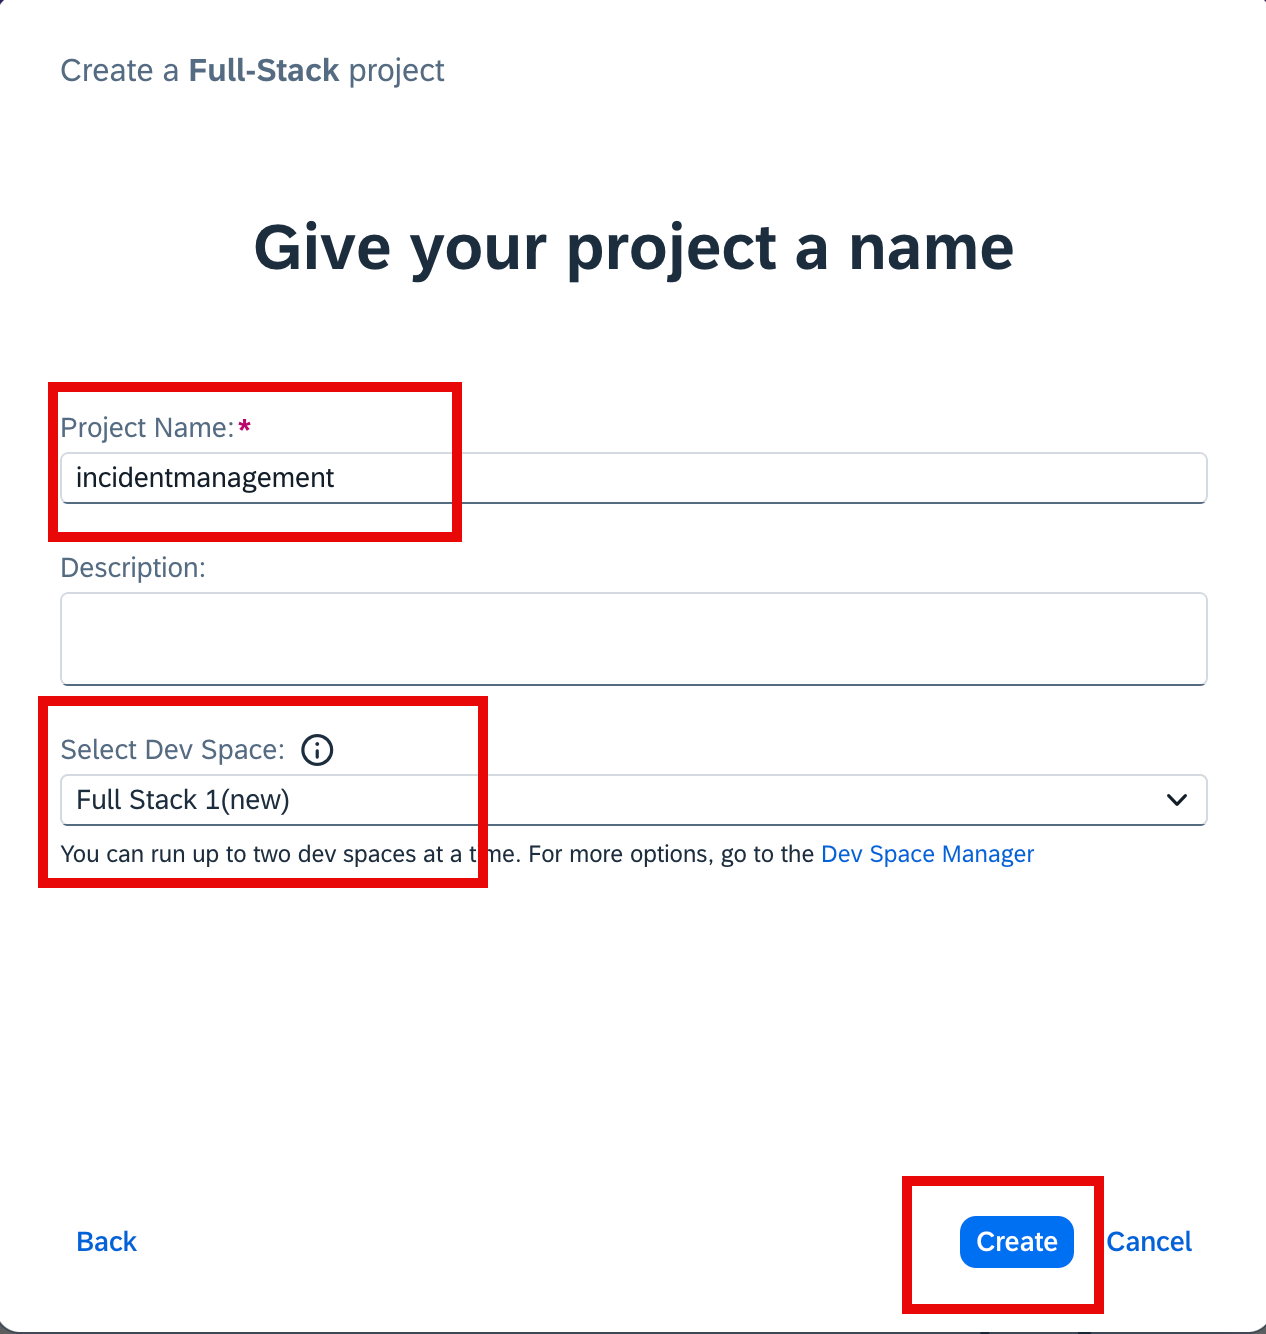 Create a Full-Stack project
Give your project a name
Project Name:*
incidentmanagement
Description:
Select Dev Space:
Full Stack 1(new)
You can run up to two dev spaces at a time. For more options, go to the Dev Space Manager
Back
Create
Cancel